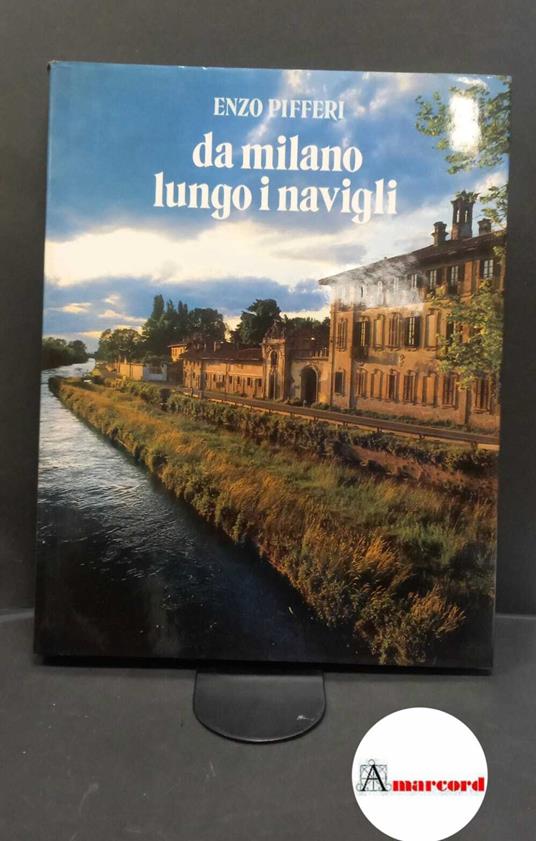 ENZO PIFFERI
da milano
lungo i navigli
Amarcord